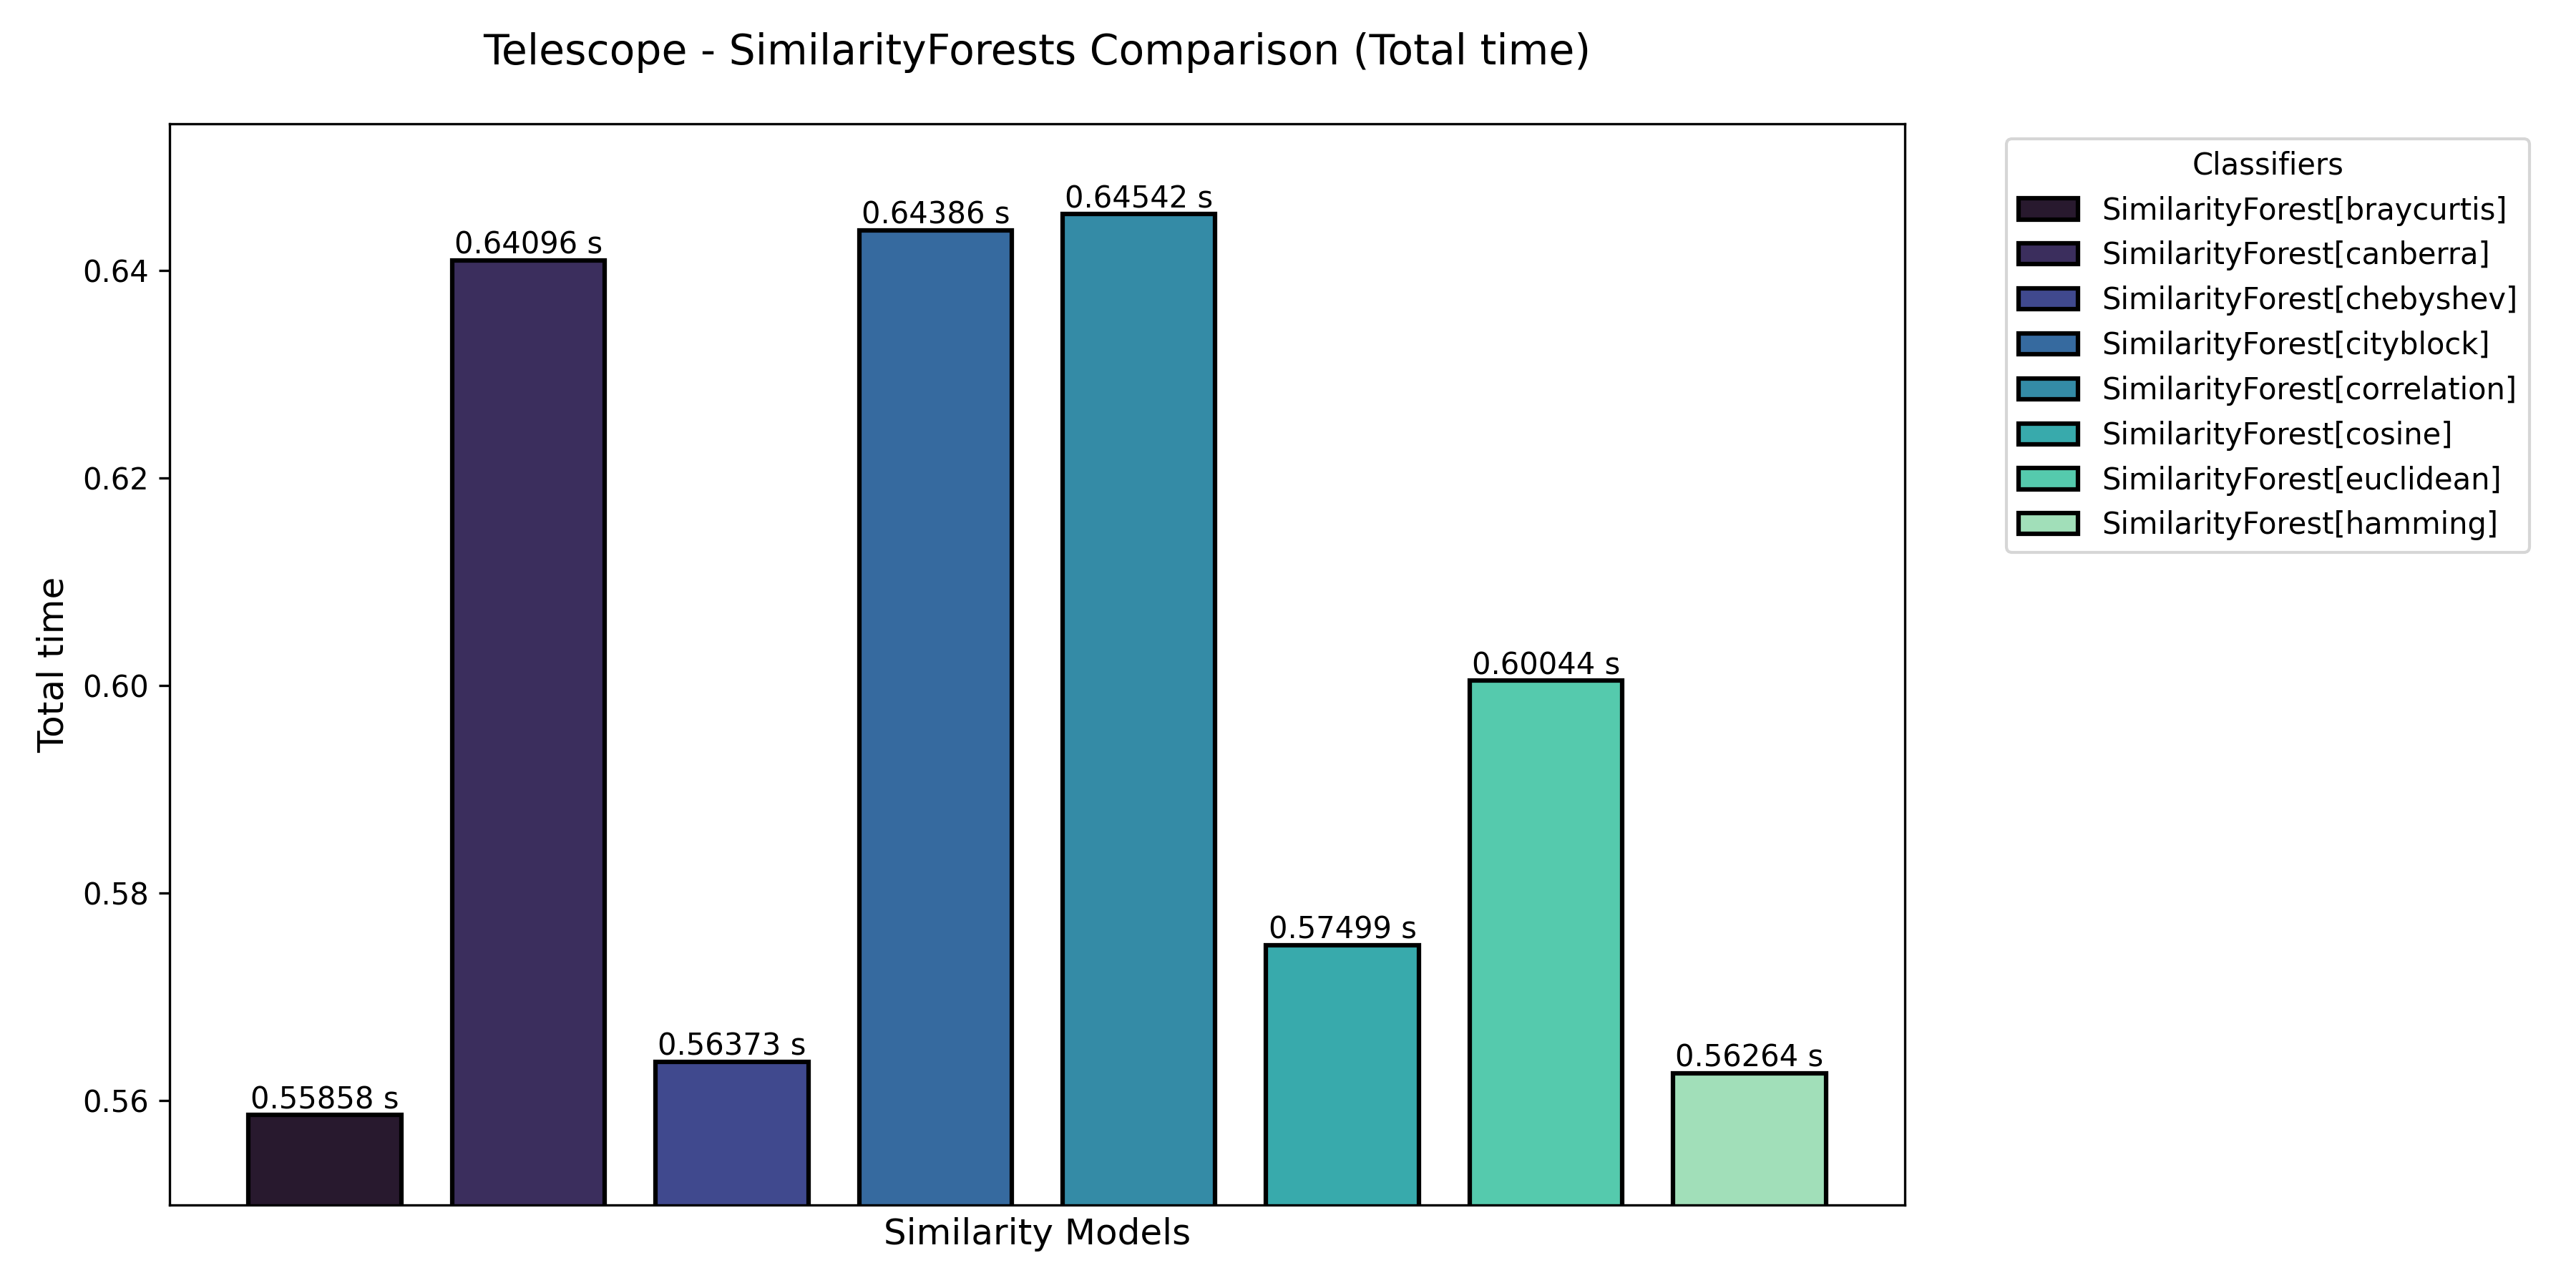 Telescope - SimilarityForests Comparison (Total time)
Total time
0.64
0.62
0.60
0.58
0.56
0.55858 s
0.64096 s
0.56373 s
0.64386 s
0.64542 s
0.57499 s
0.60044 s
0.56264 s
Similarity Models
Classifiers
SimilarityForest[braycurtis]
SimilarityForest[canberra]
SimilarityForest[chebyshev]
SimilarityForest[cityblock]
SimilarityForest[correlation]
SimilarityForest[cosine]
SimilarityForest[euclidean]
SimilarityForest[hamming]